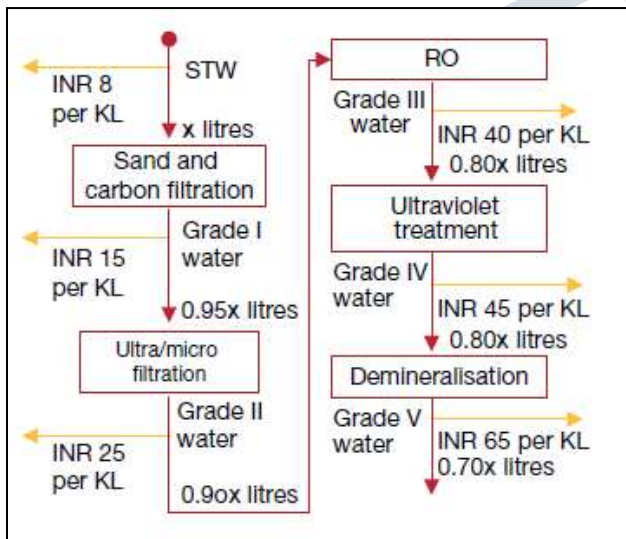 STW
INR 8
per KL
x litres
Sand and
carbon filtration
Grade I
water
INR 15
per KL
0.95x litres
Ultra/micro
filtration
Grade II
water
INR 25
per KL
0.9ox litres
RO
Grade III
water
INR 40 per KL
0.80x litres
Ultraviolet
treatment
Grade IV
water
INR 45 per KL
0.80x litres
Demineralisation
Grade V
water
INR 65 per KL
0.70x litres